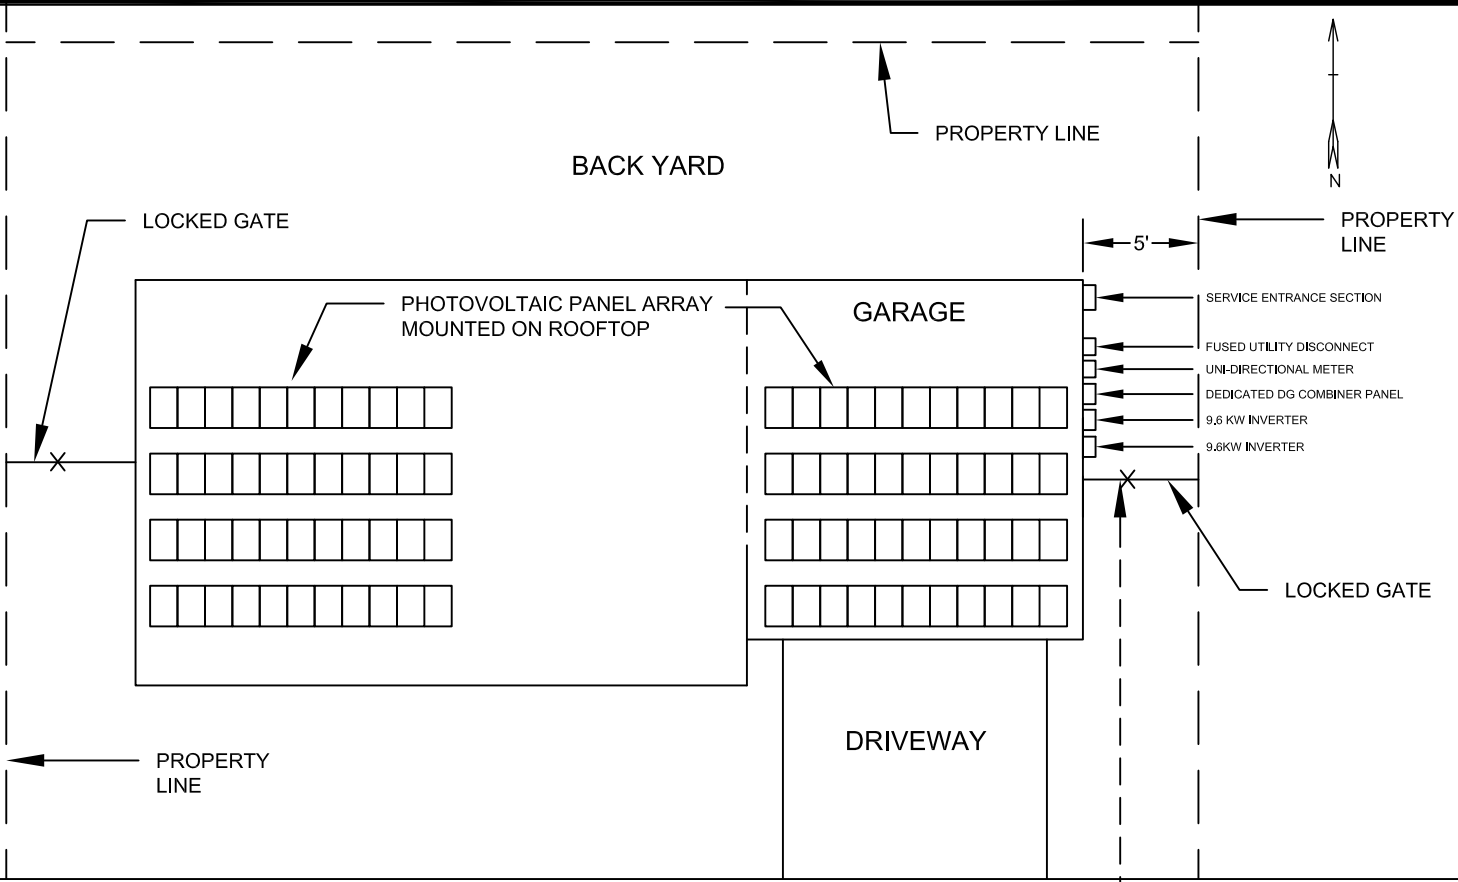 PROPERTY LINE
BACK YARD
N
LOCKED GATE
PROPERTY
LINE
5'
PHOTOVOLTAIC PANEL ARRAY
MOUNTED ON ROOFTOP
GARAGE
SERVICE ENTRANCE SECTION
FUSED UTILITY DISCONNECT
UNI-DIRECTIONAL METER
DEDICATED DG COMBINER PANEL
9.6 KW INVERTER
9.6KW INVERTER
LOCKED GATE
DRIVEWAY
PROPERTY
LINE